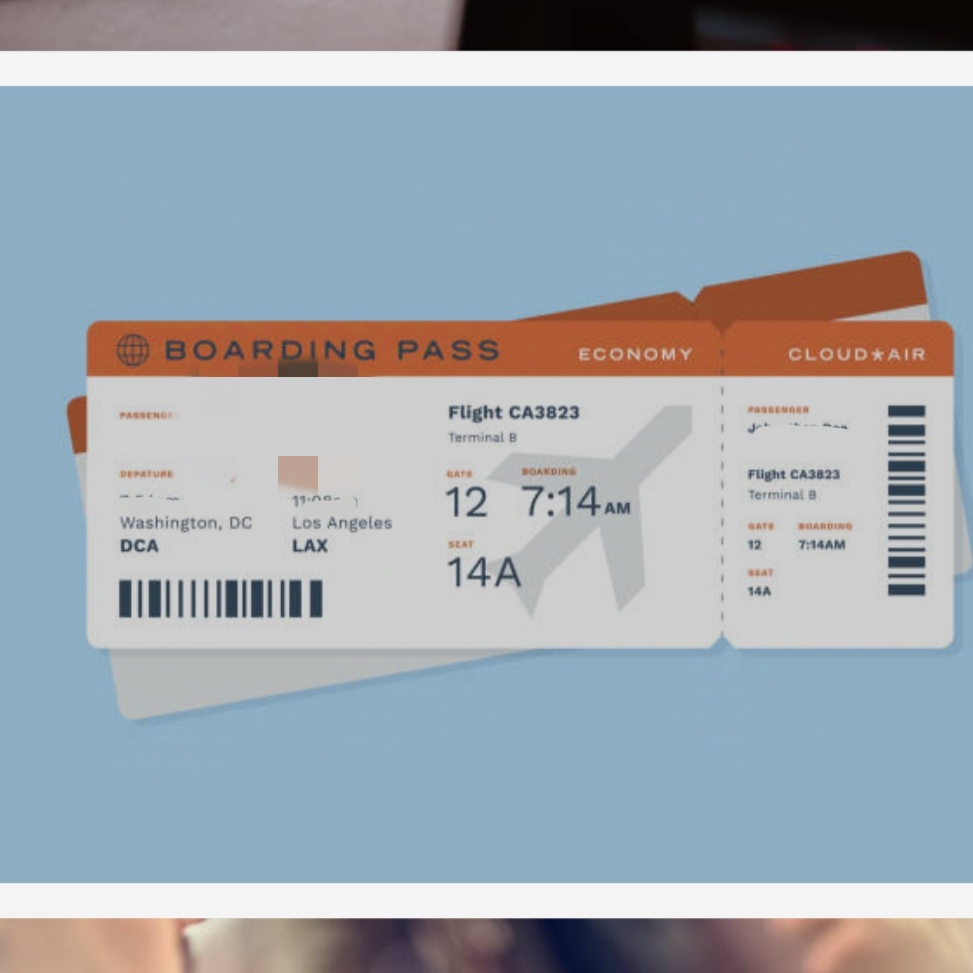 BOARDING PASS
ECONOMY
CLOUD★AIR
Flight CA3823
Terminal B
GATE
12
BOARDING
7:14AM
SEAT
14A
DEPATURE
Washington, DC
DCA
Los Angeles
LAX
PASSENGER
Flight CA3823
Terminal B
GATE
12
BOARDING
7:14AM
SEAT
14A